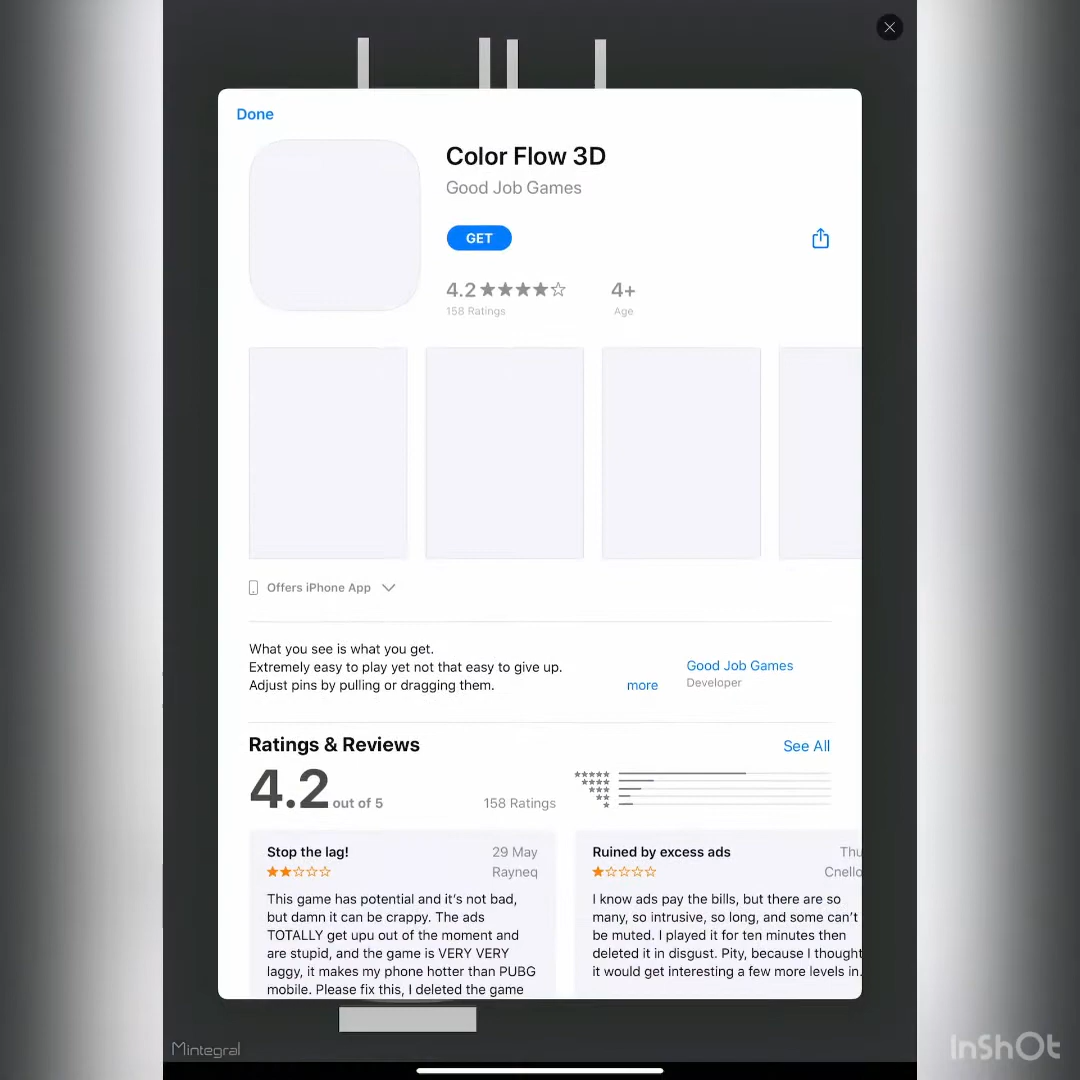 Done
Color Flow 3D
Good Job Games
GET
4.2
4+
158 Ratings
Age
Offers iPhone App
What you see is what you get.
Extremely easy to play yet not that easy to give up.
Adjust pins by pulling or dragging them.
more
Good Job Games
Developer
Ratings & Reviews
See All
4.2 out of 5
158 Ratings
Stop the lag!
29 May
Rayneq
This game has potential and it's not bad,
but damn it can be crappy. The ads
TOTALLY get upu out of the moment and
are stupid, and the game is VERY VERY
laggy, it makes my phone hotter than PUBG
mobile. Please fix this, I deleted the game
Ruined by excess ads
Thu
Cnello
I know ads pay the bills, but there are so
many, so intrusive, so long, and some can't
be muted. I played it for ten minutes then
deleted it in disgust. Pity, because I thought
it would get interesting a few more levels in.
Mintegral
InShOt